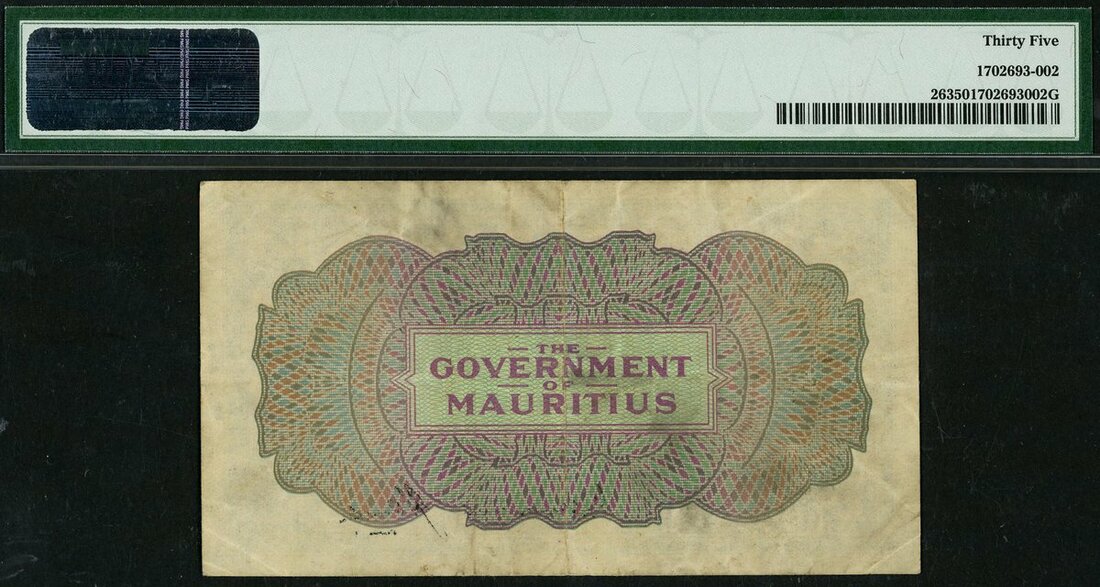 Thirty Five
1702693-002
263501702693002G
THE
GOVERNMENT
OF
MAURITIUS